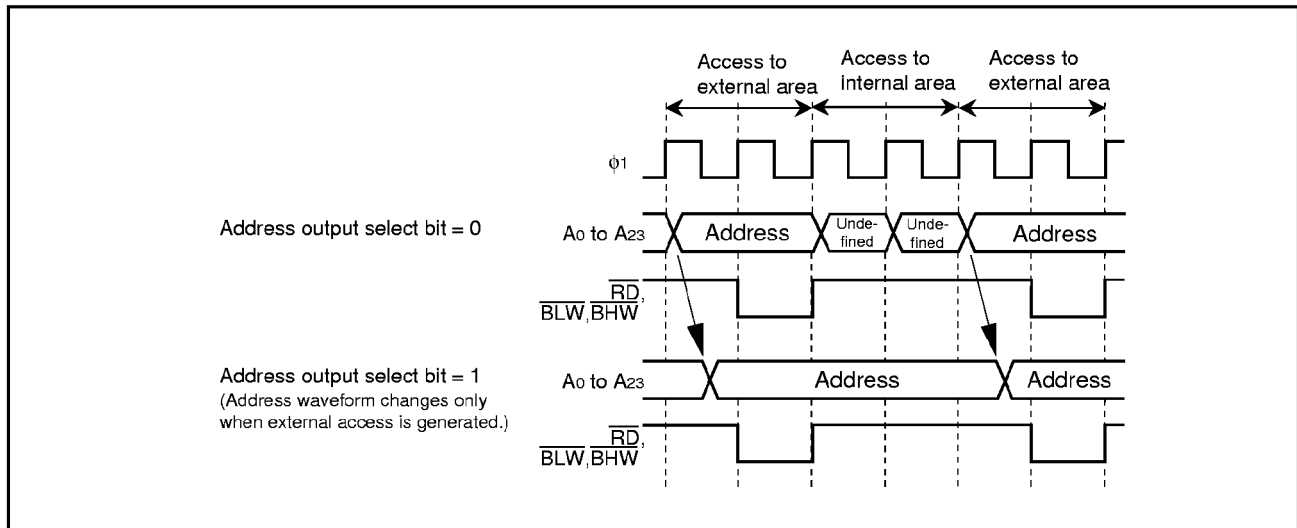 Access to external area
Access to internal area
Access to external area
ϕ1
Address output select bit = 0
A0 to A23
Address
Unde-fined
Unde-fined
Address
RD,
BLW,BHW
Address output select bit = 1
(Address waveform changes only
when external access is generated.)
A0 to A23
Address
Address
RD,
BLW,BHW